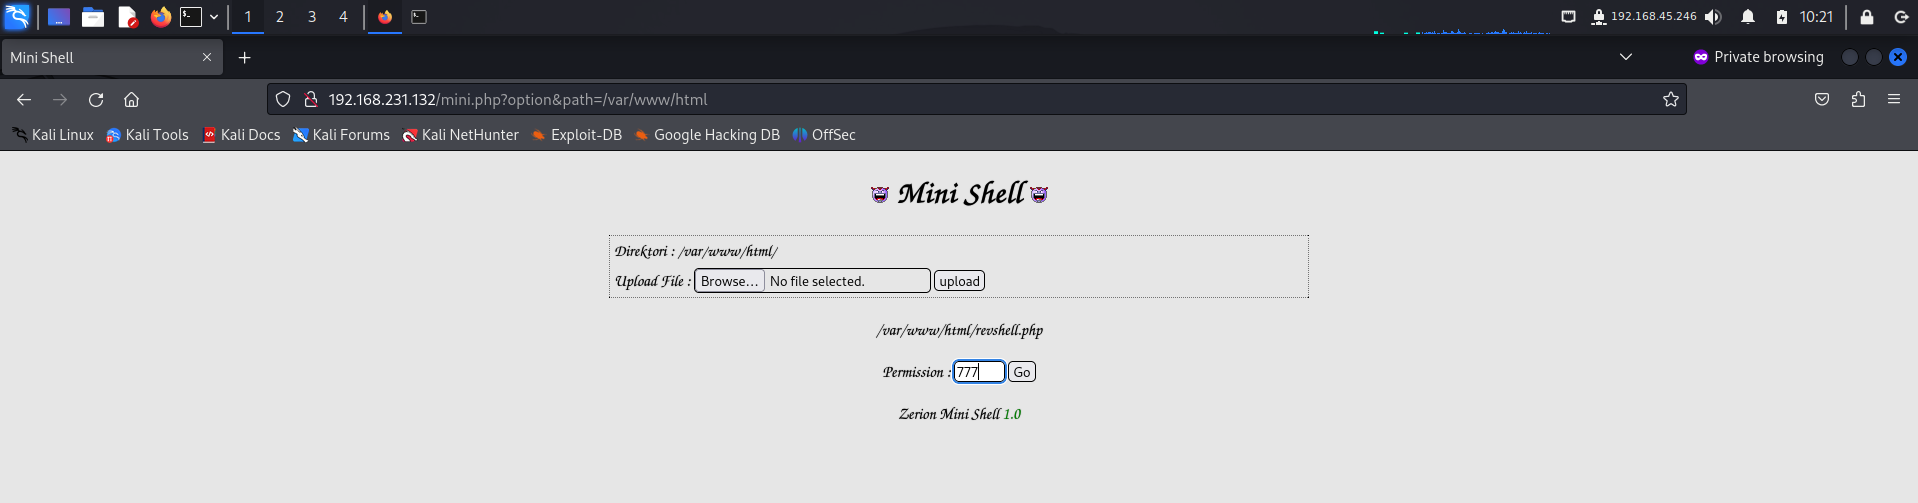 1 2 3 4 192.168.45.246 10:21
Mini Shell Private browsing
192.168.231.132/mini.php?option&path=/var/www/html
Kali Linux Kali Tools Kali Docs Kali Forums Kali NetHunter Exploit-DB Google Hacking DB OffSec
Mini Shell
Direktori : /var/www/html/
Upload File : Browse... No file selected. upload
/var/www/html/revshell.php
Permission : 777 Go
Zerion Mini Shell 1.0